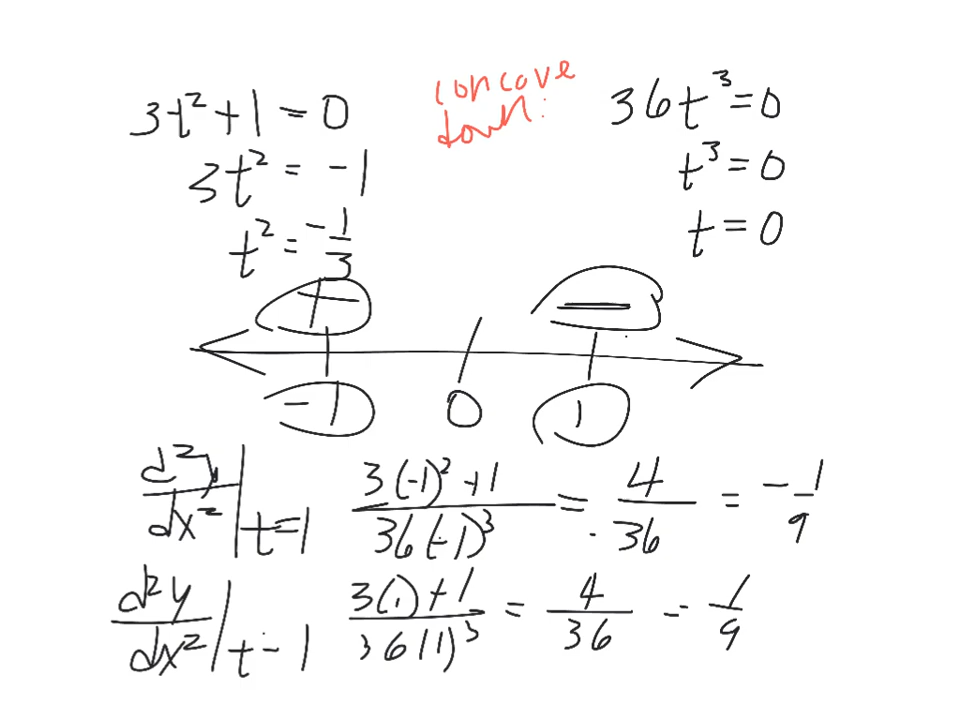 3t² + 1 = 0
3t² = -1
t² = -1/3
concave
down:
36t³ = 0
t³ = 0
t = 0
+ −
-1 0 1
d²y/dx² | t=1 (3(-1)² + 1)/(36(-1)³) = 4/-36 = -1/9
d²y/dx² | t-1 (3(1) + 1)/(36(1)³) = 4/36 = 1/9